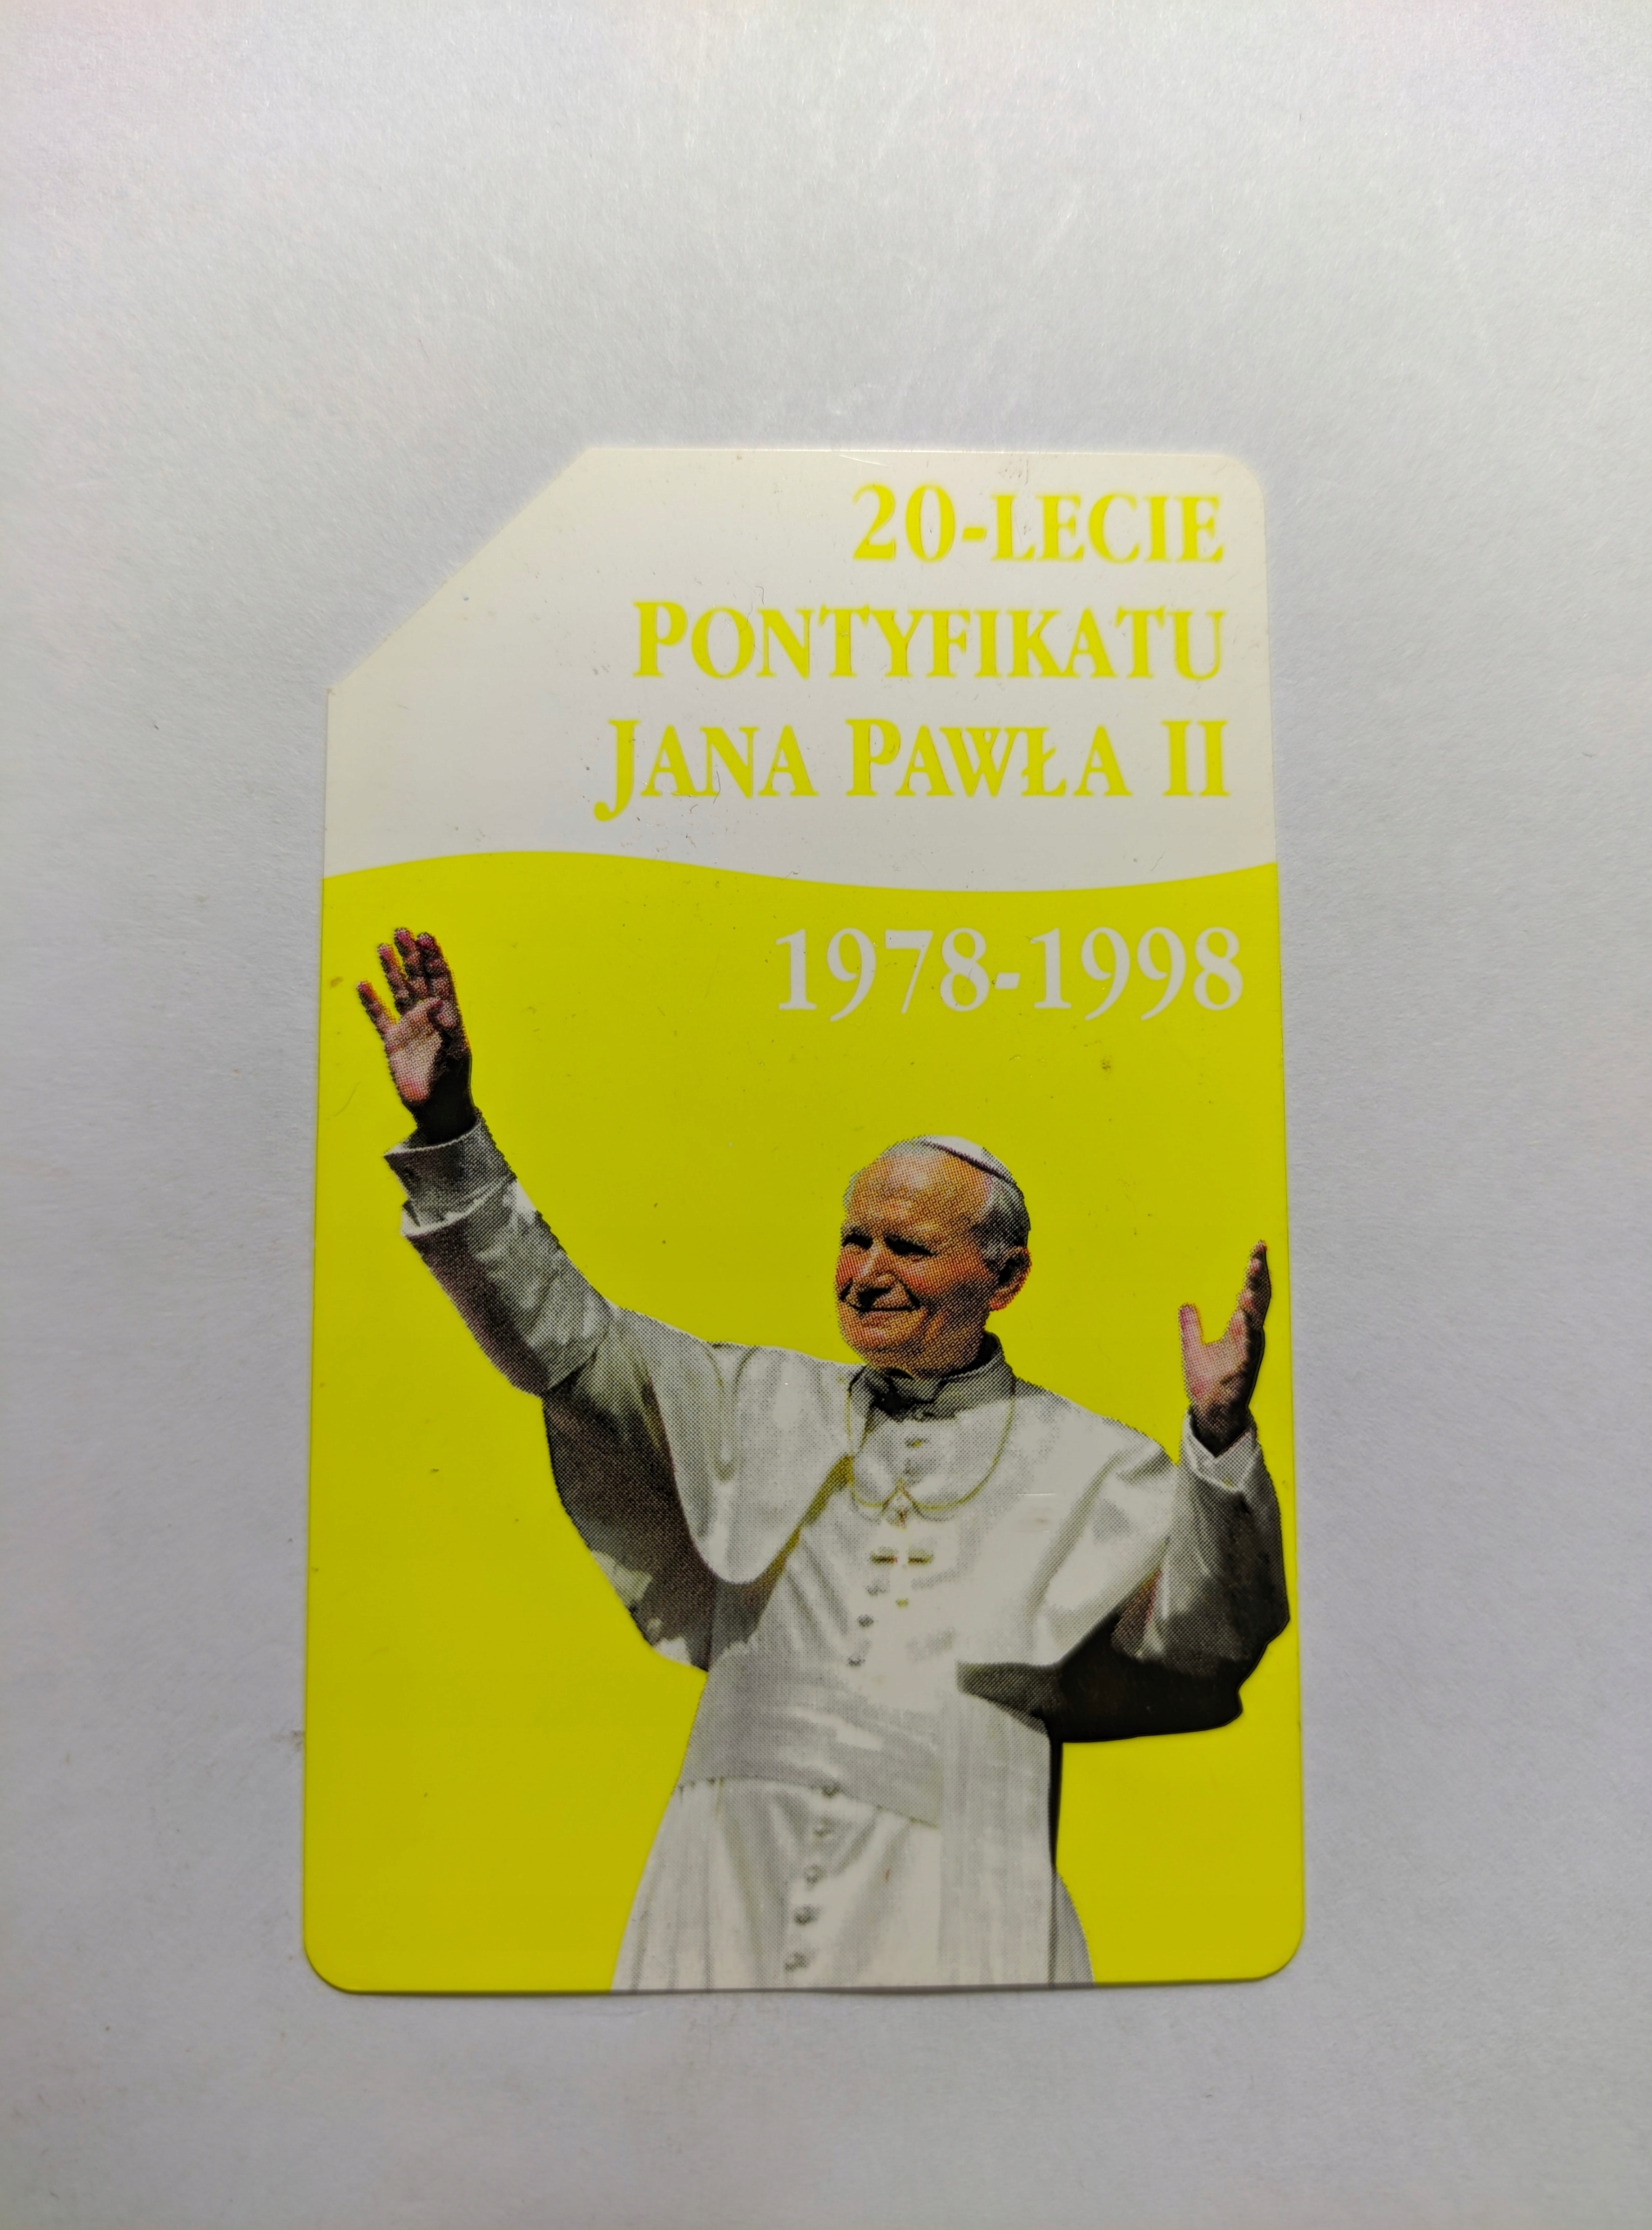 20-LECIE
PONTYFIKATU
JANA PAWŁA II
1978-1998